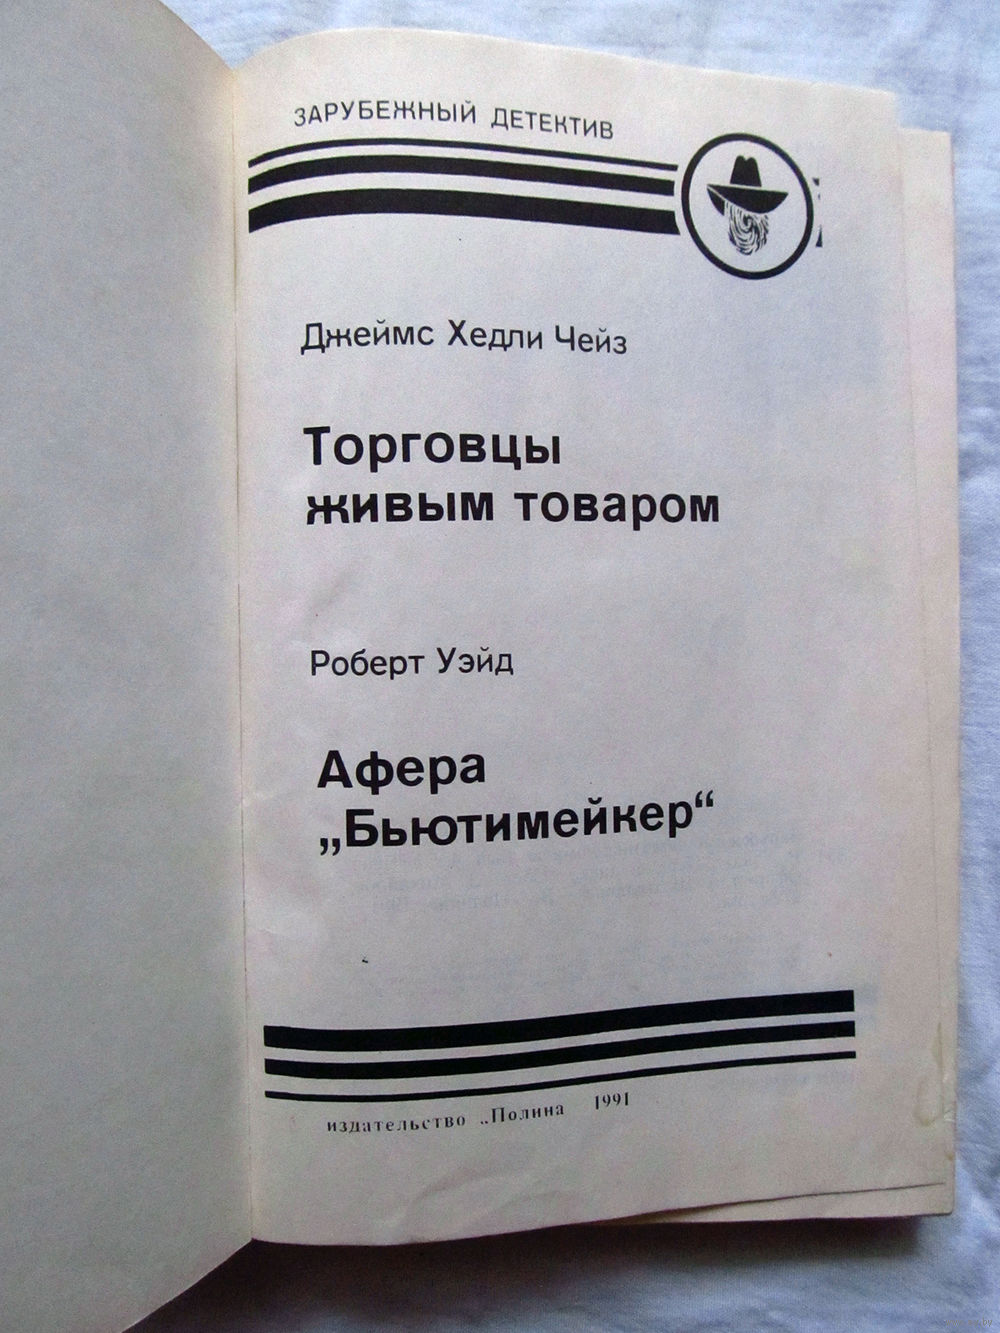 ЗАРУБЕЖНЫЙ ДЕТЕКТИВ
Джеймс Хедли Чейз
Торговцы
живым товаром
Роберт Уэйд
Афера
„Бьютимейкер“
издательство „Полина 1991